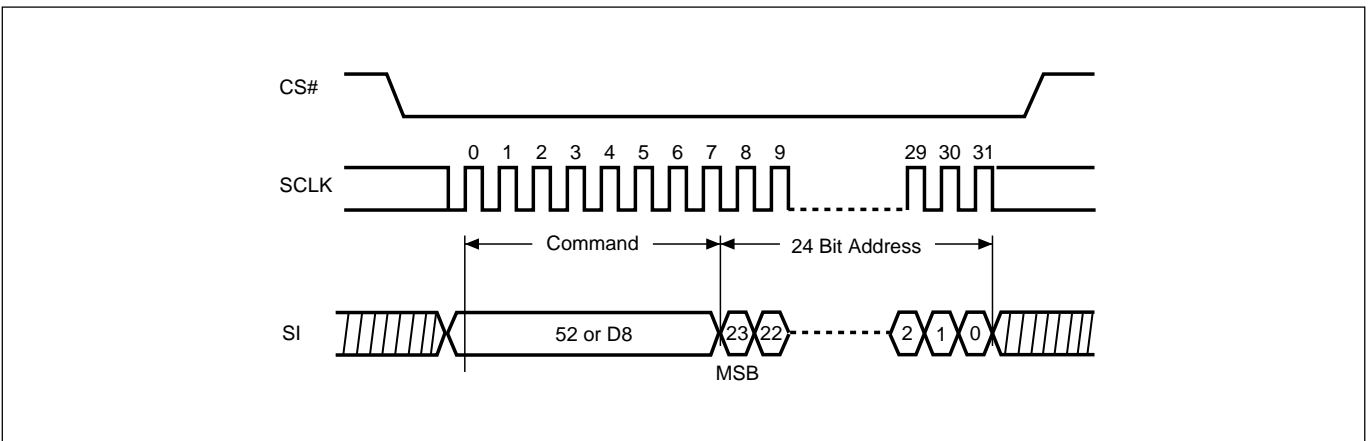 CS#
0 1 2 3 4 5 6 7 8 9 29 30 31
SCLK
Command 24 Bit Address
SI 52 or D8 23 22 2 1 0
MSB